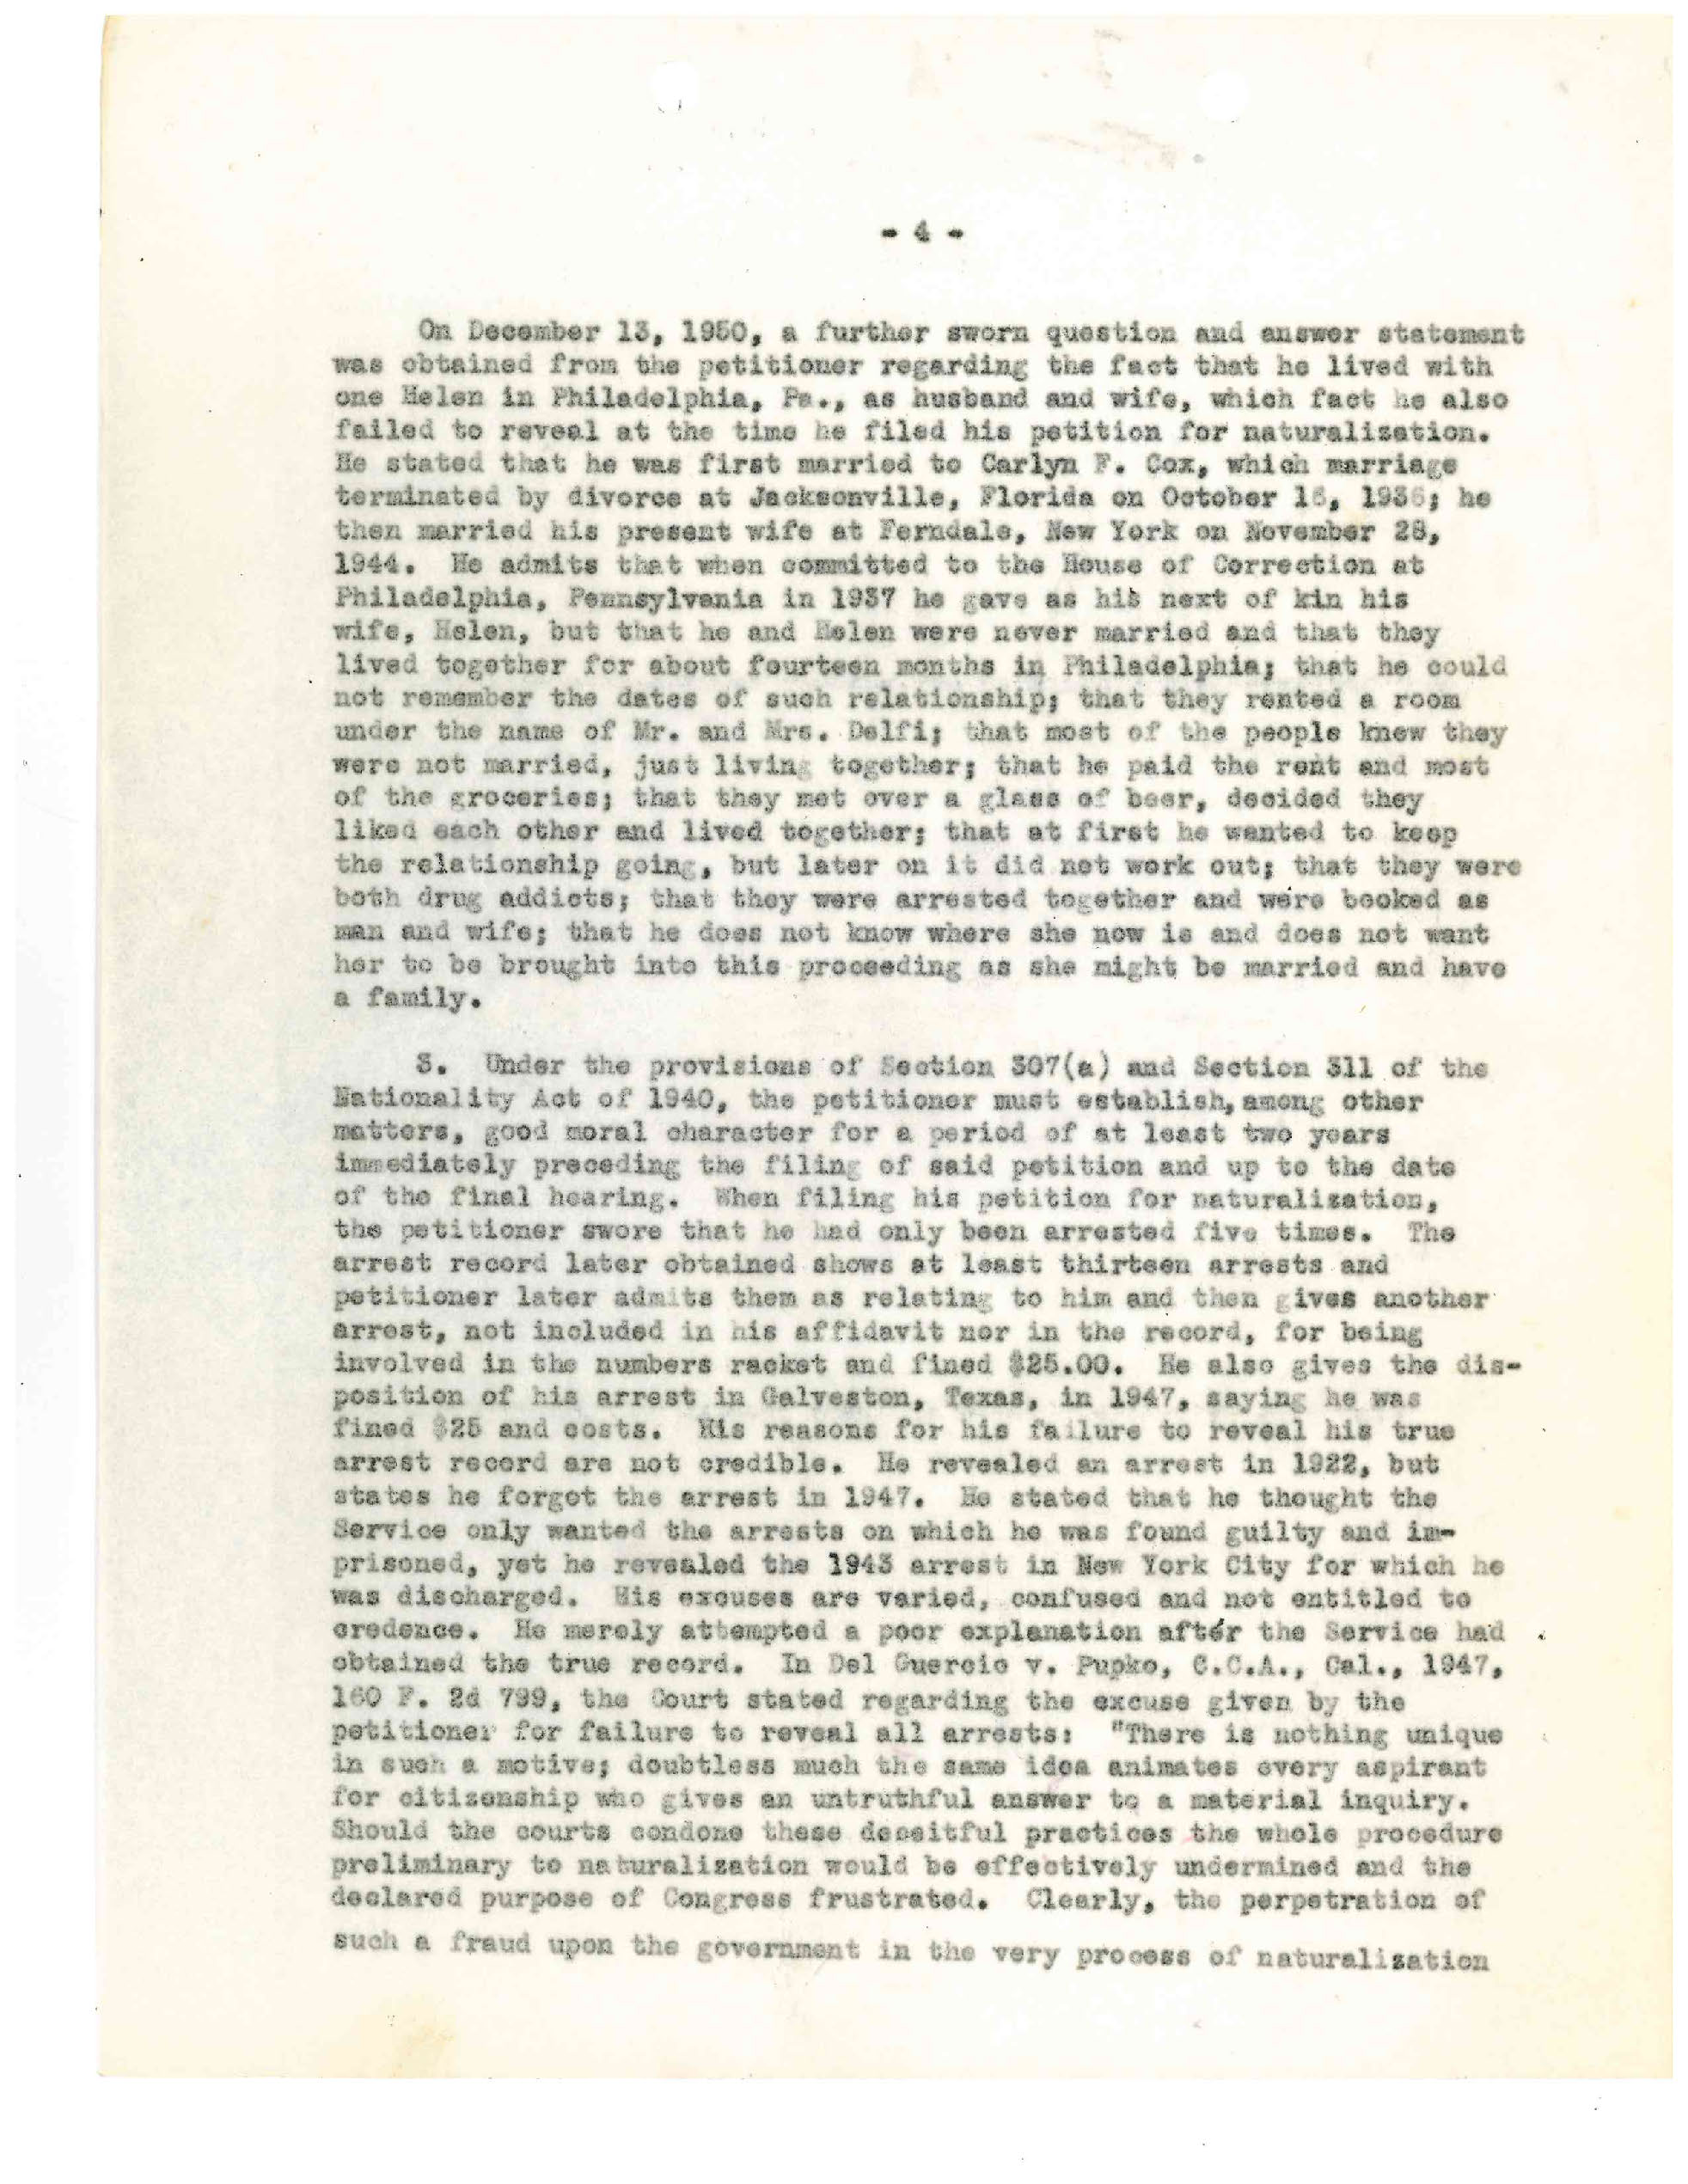 - 4 -
On December 13, 1950, a further sworn question and answer statement
was obtained from the petitioner regarding the fact that he lived with
one Helen in Philadelphia, Pa., as husband and wife, which fact he also
failed to reveal at the time he filed his petition for naturalization.
He stated that he was first married to Carlyn F. Cox, which marriage
terminated by divorce at Jacksonville, Florida on October 16, 1936; he
then married his present wife at Ferndale, New York on November 28,
1944. He admits that when committed to the House of Correction at
Philadelphia, Pennsylvania in 1937 he gave as his next of kin his
wife, Helen, but that he and Helen were never married and that they
lived together for about fourteen months in Philadelphia; that he could
not remember the dates of such relationship; that they rented a room
under the name of Mr. and Mrs. Delfi; that most of the people knew they
were not married, just living together; that he paid the rent and most
of the groceries; that they met over a glass of beer, decided they
liked each other and lived together; that at first he wanted to keep
the relationship going, but later on it did not work out; that they were
both drug addicts; that they were arrested together and were booked as
man and wife; that he does not know where she now is and does not want
her to be brought into this proceeding as she might be married and have
a family.
3. Under the provisions of Section 307(a) and Section 311 of the
Nationality Act of 1940, the petitioner must establish, among other
matters, good moral character for a period of at least two years
immediately preceding the filing of said petition and up to the date
of the final hearing. When filing his petition for naturalization,
the petitioner swore that he had only been arrested five times. The
arrest record later obtained shows at least thirteen arrests and
petitioner later admits them as relating to him and then gives another
arrest, not included in his affidavit nor in the record, for being
involved in the numbers racket and fined $25.00. He also gives the dis-
position of his arrest in Galveston, Texas, in 1947, saying he was
fined $25 and costs. His reasons for his failure to reveal his true
arrest record are not credible. He revealed an arrest in 1922, but
states he forgot the arrest in 1947. He stated that he thought the
Service only wanted the arrests on which he was found guilty and im-
prisoned, yet he revealed the 1943 arrest in New York City for which he
was discharged. His excuses are varied, confused and not entitled to
credence. He merely attempted a poor explanation after the Service had
obtained the true record. In Del Guercio v. Pupko, C.C.A., Cal., 1947,
160 F. 2d 799, the Court stated regarding the excuse given by the
petitioner for failure to reveal all arrests: "There is nothing unique
in such a motive; doubtless much the same idea animates every aspirant
for citizenship who gives an untruthful answer to a material inquiry.
Should the courts condone these deceitful practices the whole procedure
preliminary to naturalization would be effectively undermined and the
declared purpose of Congress frustrated. Clearly, the perpetration of
such a fraud upon the government in the very process of naturalization